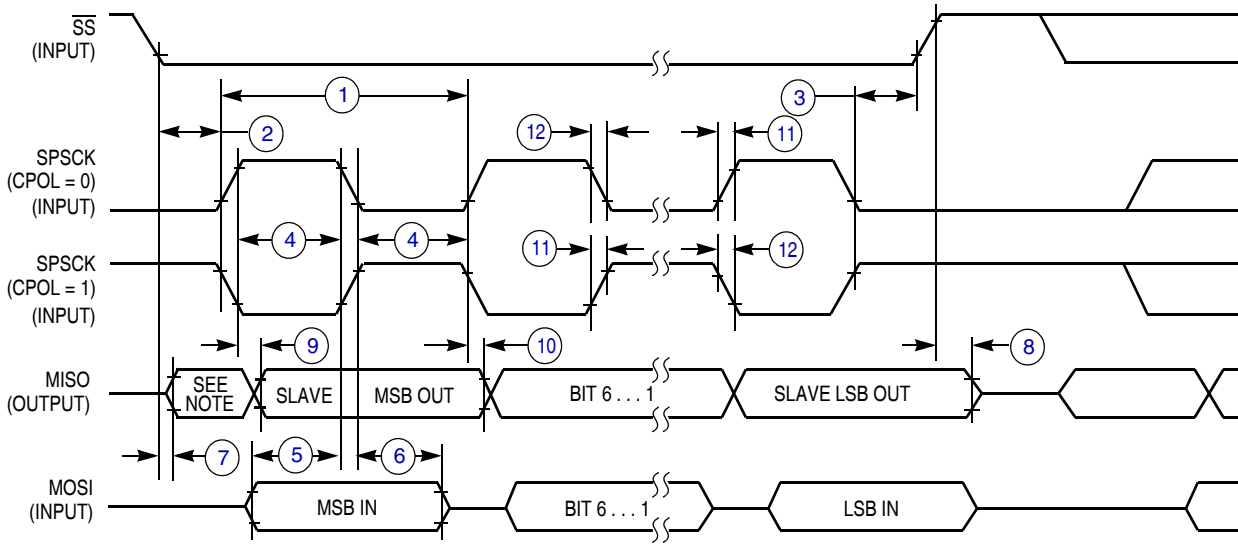 SS
(INPUT)
1
3
2
12
11
SPSCK
(CPOL = 0)
(INPUT)
4
4
11
12
SPSCK
(CPOL = 1)
(INPUT)
9
10
8
MISO
(OUTPUT)
SEE
NOTE
SLAVE
MSB OUT
BIT 6 . . . 1
SLAVE LSB OUT
7
5
6
MOSI
(INPUT)
MSB IN
BIT 6 . . . 1
LSB IN